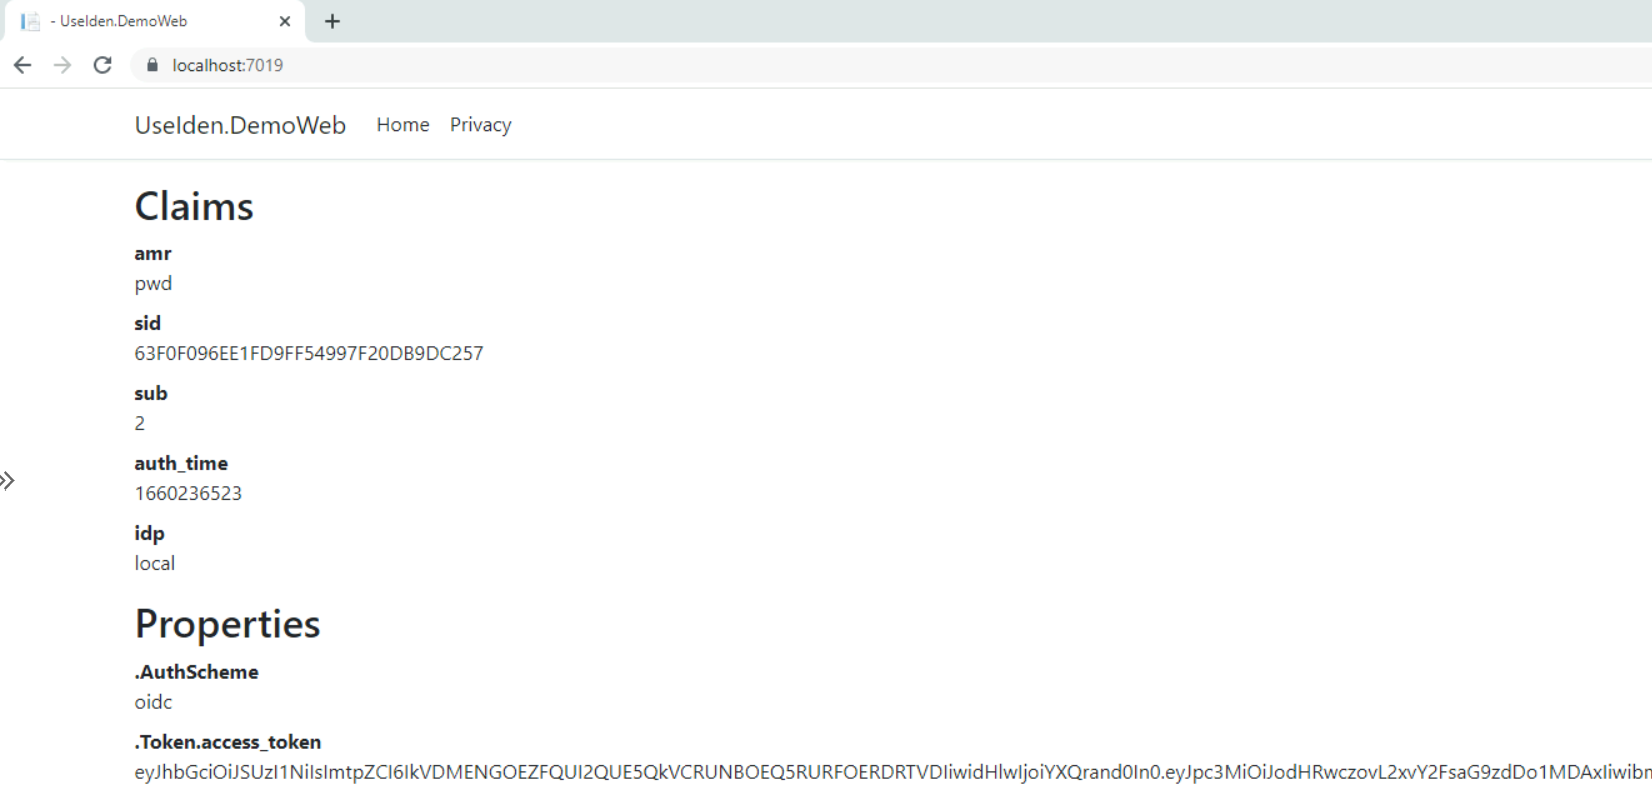 - UseIden.DemoWeb
localhost:7019
UseIden.DemoWeb Home Privacy
Claims
amr
pwd
sid
63F0F096EE1FD9FF54997F20DB9DC257
sub
2
auth_time
1660236523
idp
local
Properties
.AuthScheme
oidc
.Token.access_token
eyJhbGciOiJSUzI1NiIsImtpZCI6IkVDMENGOEZFQUI2QUE5QkVCRUNBOEQ5RURFOERDRTVDIiwidHlwIjoiYXQrand0In0.eyJpc3MiOiJodHRwczovL2xvY2FsaG9zdDo1MDAxIiwibm